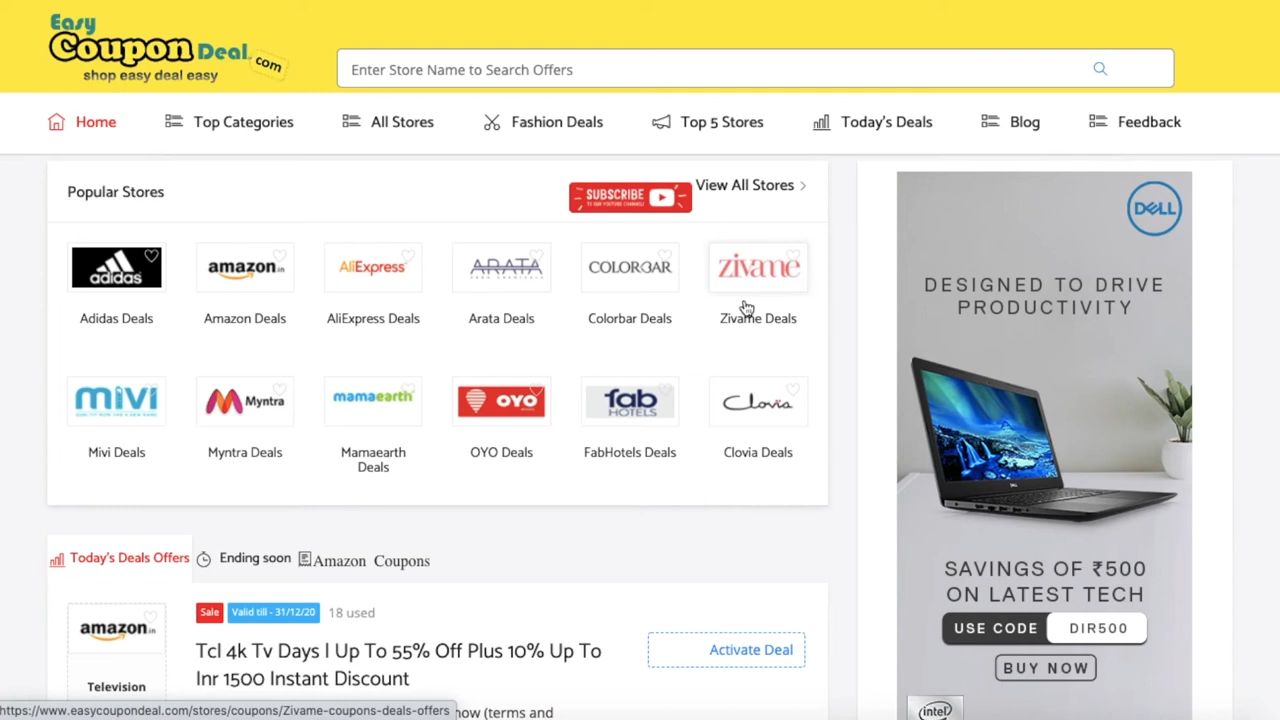 Easy
Coupon Deal .com
shop easy deal easy
Enter Store Name to Search Offers
Home Top Categories All Stores Fashion Deals Top 5 Stores Today's Deals Blog Feedback
Popular Stores
SUBSCRIBE
TO OUR YOUTUBE CHANNEL
View All Stores
adidas amazon.in AliExpress ARATA COLORBAR zivame
Adidas Deals Amazon Deals AliExpress Deals Arata Deals Colorbar Deals Zivame Deals
mivi Myntra mamaearth OYO fab HOTELS Clovia
Mivi Deals Myntra Deals Mamaearth Deals OYO Deals FabHotels Deals Clovia Deals
Today's Deals Offers Ending soon Amazon Coupons
amazon.in
Television
Sale Valid till - 31/12/20 18 used
Tcl 4k Tv Days | Up To 55% Off Plus 10% Up To
Inr 1500 Instant Discount
Activate Deal
now (terms and
DELL
DESIGNED TO DRIVE
PRODUCTIVITY
DELL
SAVINGS OF ₹500
ON LATEST TECH
USE CODE DIR500
BUY NOW
intel
https://www.easycoupondeal.com/stores/coupons/Zivame-coupons-deals-offers